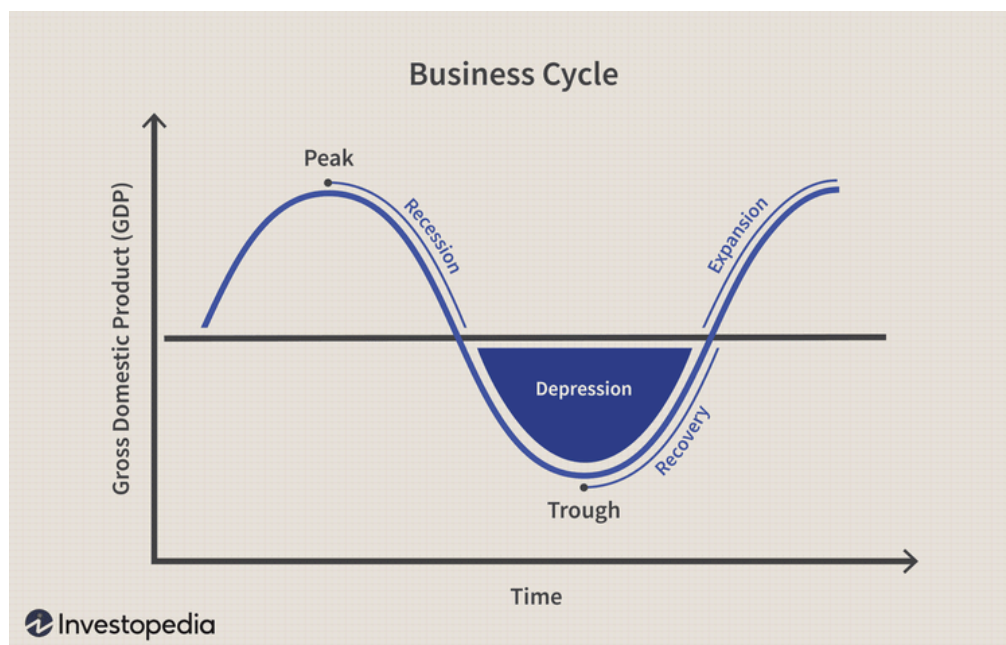 Business Cycle
Peak
Recession
Expansion
Gross Domestic Product (GDP)
Depression
Recovery
Trough
Time
Investopedia